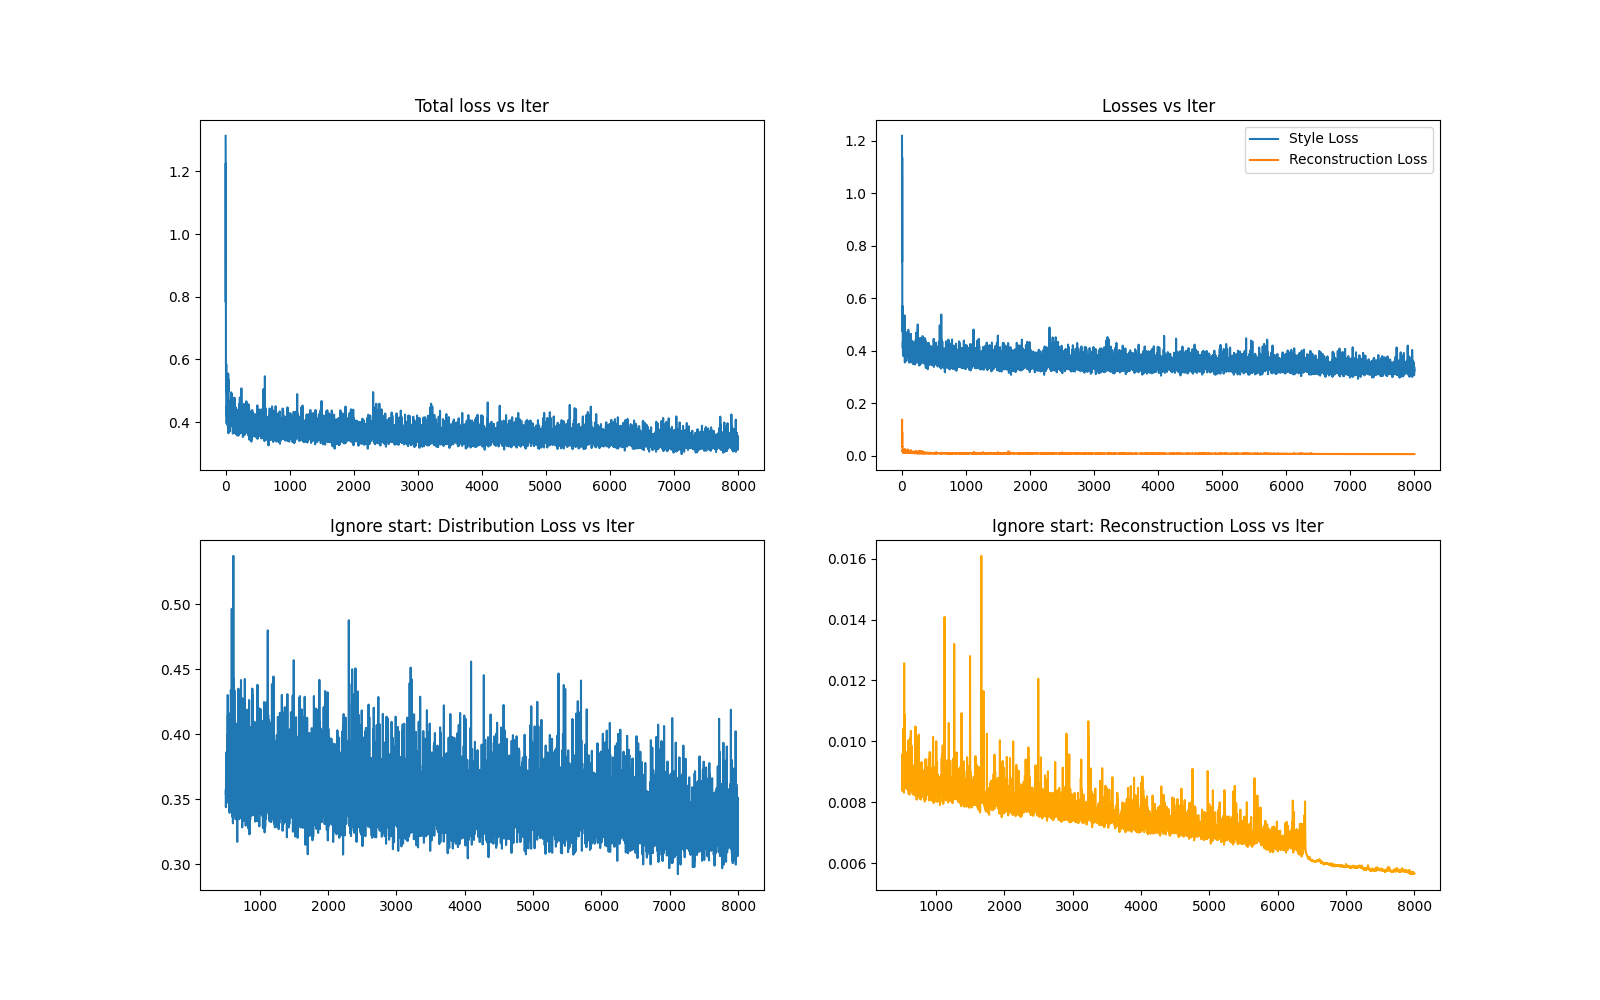 Total loss vs Iter
1.2
1.0
0.8
0.6
0.4
0 1000 2000 3000 4000 5000 6000 7000 8000
Losses vs Iter
Style Loss
Reconstruction Loss
1.2
1.0
0.8
0.6
0.4
0.2
0.0
0 1000 2000 3000 4000 5000 6000 7000 8000
Ignore start: Distribution Loss vs Iter
0.50
0.45
0.40
0.35
0.30
1000 2000 3000 4000 5000 6000 7000 8000
Ignore start: Reconstruction Loss vs Iter
0.016
0.014
0.012
0.010
0.008
0.006
1000 2000 3000 4000 5000 6000 7000 8000